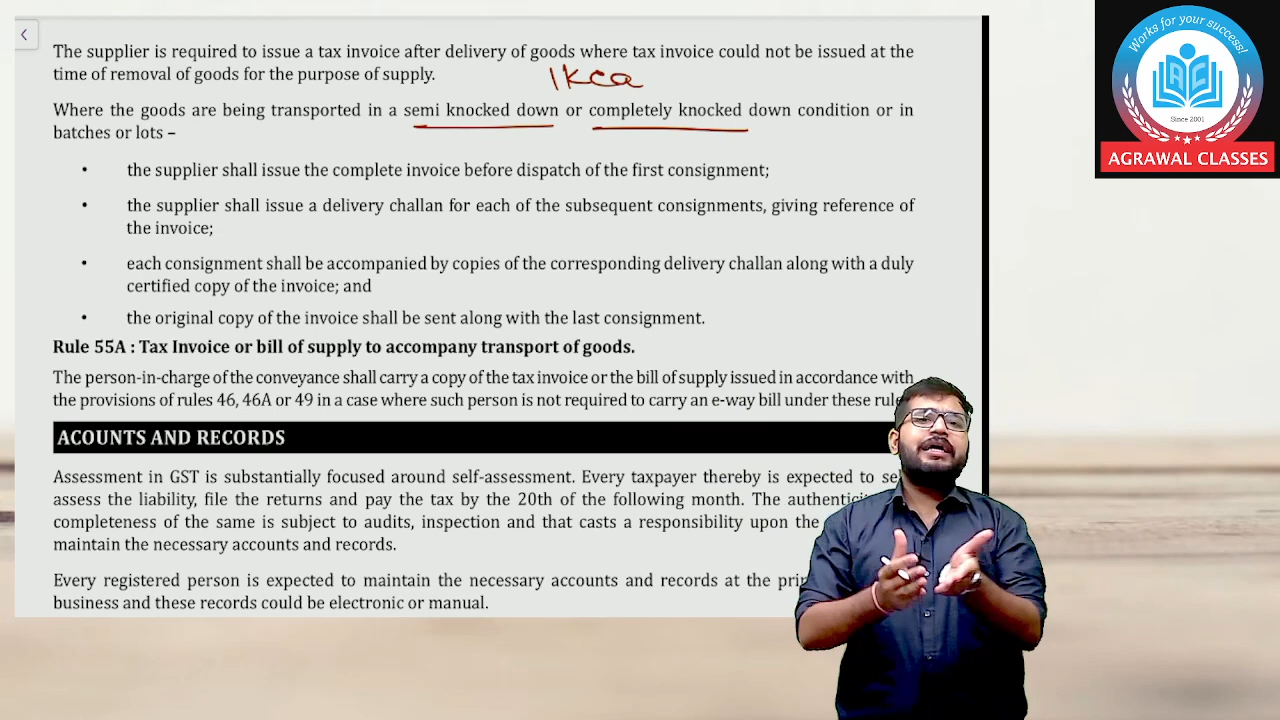 The supplier is required to issue a tax invoice after delivery of goods where tax invoice could not be issued at the
time of removal of goods for the purpose of supply.
Where the goods are being transported in a semi knocked down or completely knocked down condition or in
batches or lots –
• the supplier shall issue the complete invoice before dispatch of the first consignment;
• the supplier shall issue a delivery challan for each of the subsequent consignments, giving reference of
the invoice;
• each consignment shall be accompanied by copies of the corresponding delivery challan along with a duly
certified copy of the invoice; and
• the original copy of the invoice shall be sent along with the last consignment.
Rule 55A : Tax Invoice or bill of supply to accompany transport of goods.
The person-in-charge of the conveyance shall carry a copy of the tax invoice or the bill of supply issued in accordance with
the provisions of rules 46, 46A or 49 in a case where such person is not required to carry an e-way bill under these
ACOUNTS AND RECORDS
Assessment in GST is substantially focused around self-assessment. Every taxpayer thereby is expected to
assess the liability, file the returns and pay the tax by the 20th of the following month. The
completeness of the same is subject to audits, inspection and that casts a responsibility upon the
maintain the necessary accounts and records.
Every registered person is expected to maintain the necessary accounts and records at the
business and these records could be electronic or manual.
Works for your success!
AC
Since 2001
AGRAWAL CLASSES